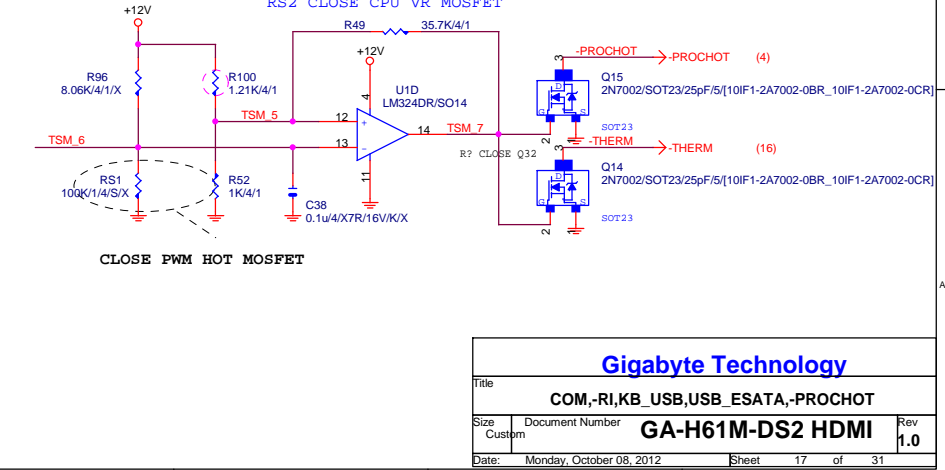 RS2 CLOSE CPU VR MOSFET
+12V
R49 35.7K/4/1
+12V
-PROCHOT
-PROCHOT (4)
3
Q15
2N7002/SOT23/25pF/5/[10IF1-2A7002-0BR_10IF1-2A7002-0CR]
D
G S
SOT23
2
1
R96
8.06K/4/1/X
R100
1.21K/4/1
U1D
LM324DR/SO14
4
TSM_5
12
+
14
TSM_7
TSM_6
13
-
11
R? CLOSE Q32
-THERM
-THERM (16)
3
Q14
2N7002/SOT23/25pF/5/[10IF1-2A7002-0BR_10IF1-2A7002-0CR]
D
G S
SOT23
2
1
RS1
100K/1/4/S/X
R52
1K/4/1
C38
0.1u/4/X7R/16V/K/X
CLOSE PWM HOT MOSFET
A
Gigabyte Technology
Title
COM,-RI,KB_USB,USB_ESATA,-PROCHOT
Size
Custom
Document Number
GA-H61M-DS2 HDMI
Rev
1.0
Date: Monday, October 08, 2012 Sheet 17 of 31